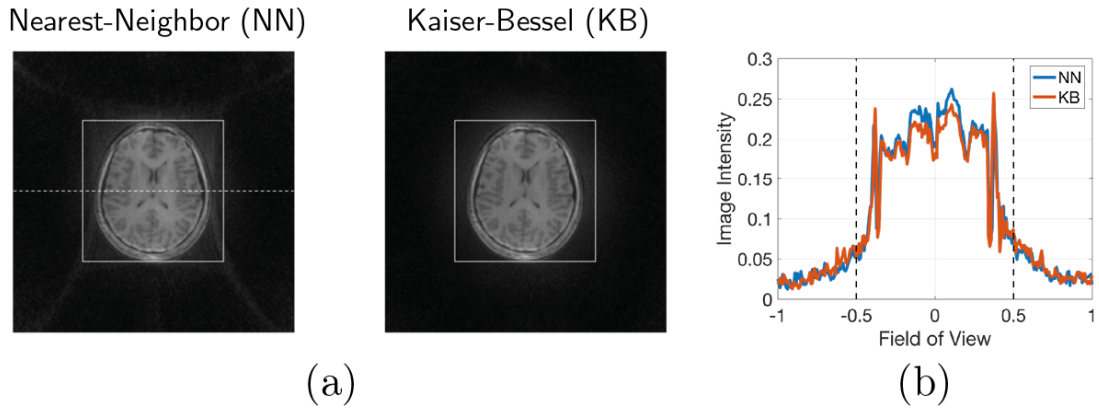 Nearest-Neighbor (NN)
Kaiser-Bessel (KB)
(a)
0.3
0.25
0.2
0.15
0.1
0.05
0
Image Intensity
NN
KB
-1
-0.5
0
0.5
1
Field of View
(b)